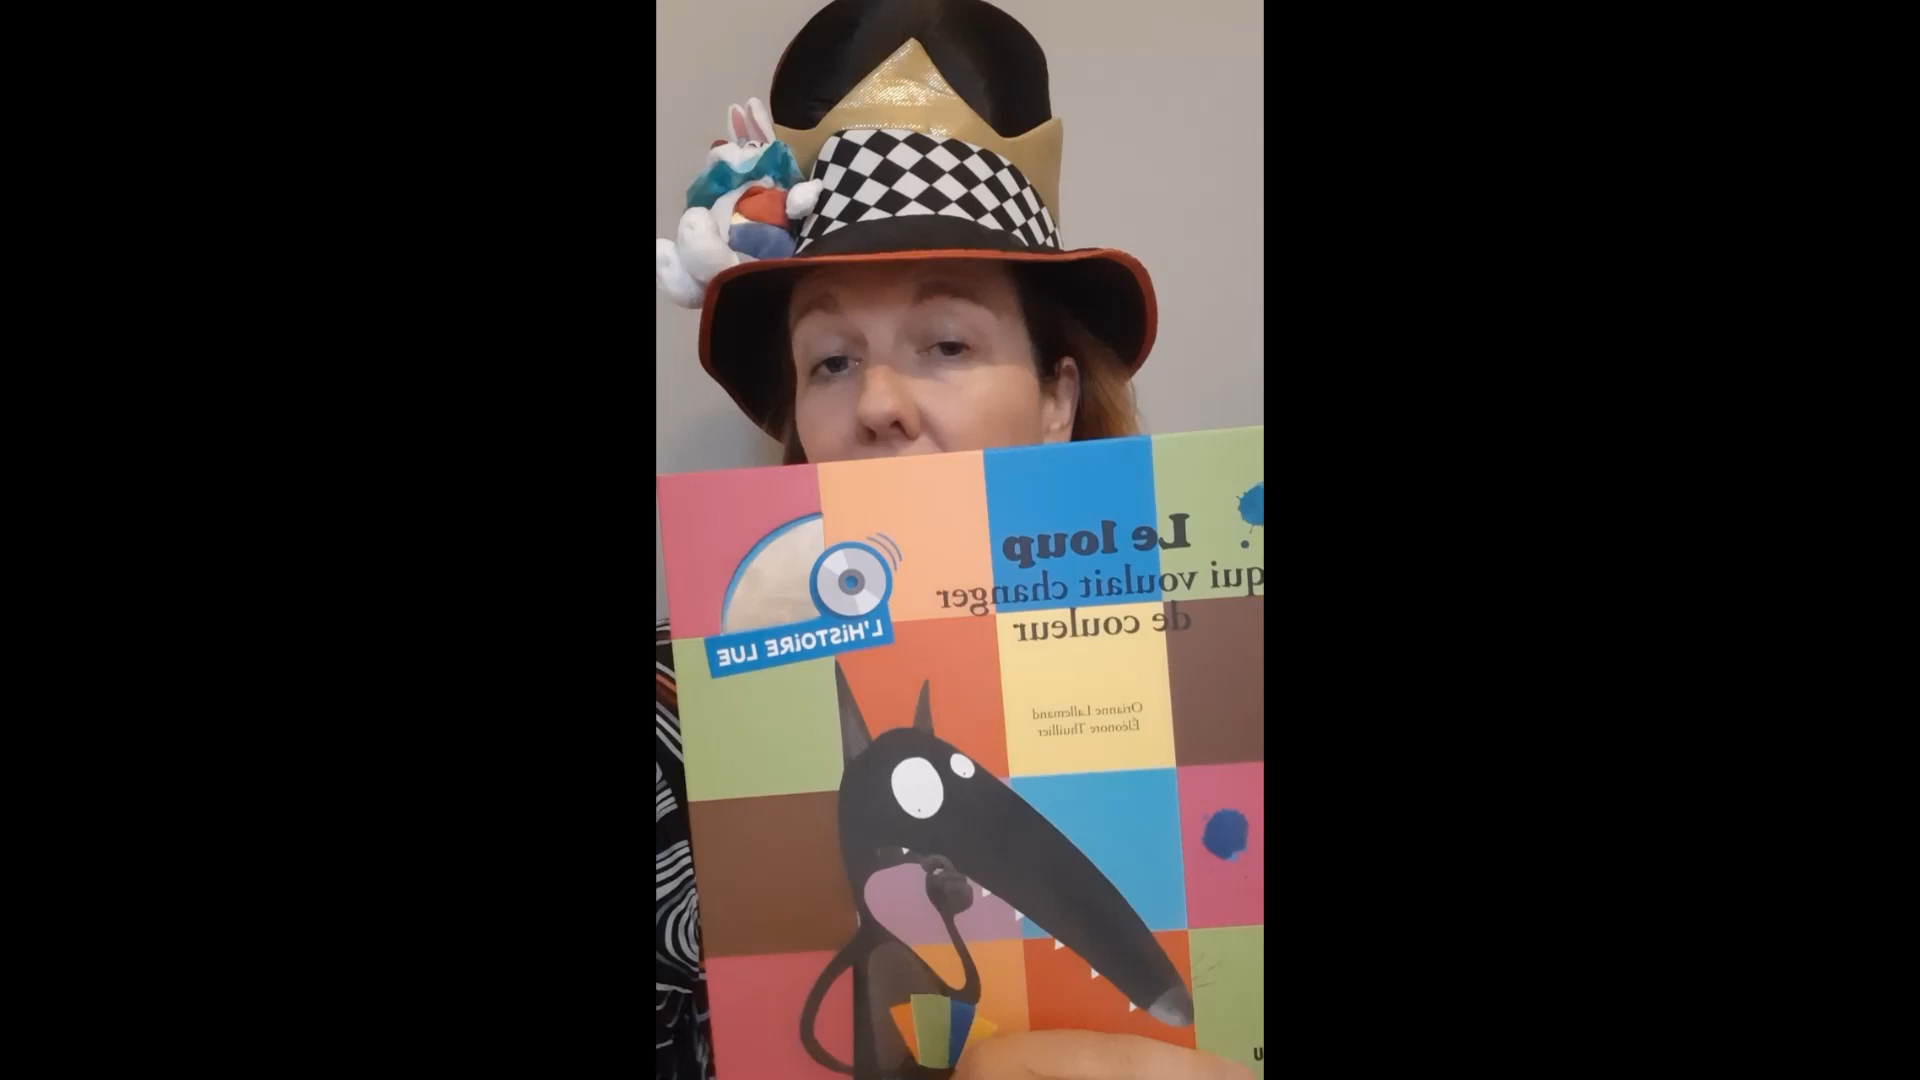 Le loup
qui voulait changer
de couleur
L'HiSTOiRE LUE
Orianne Lallemand
Éléonore Thuillier